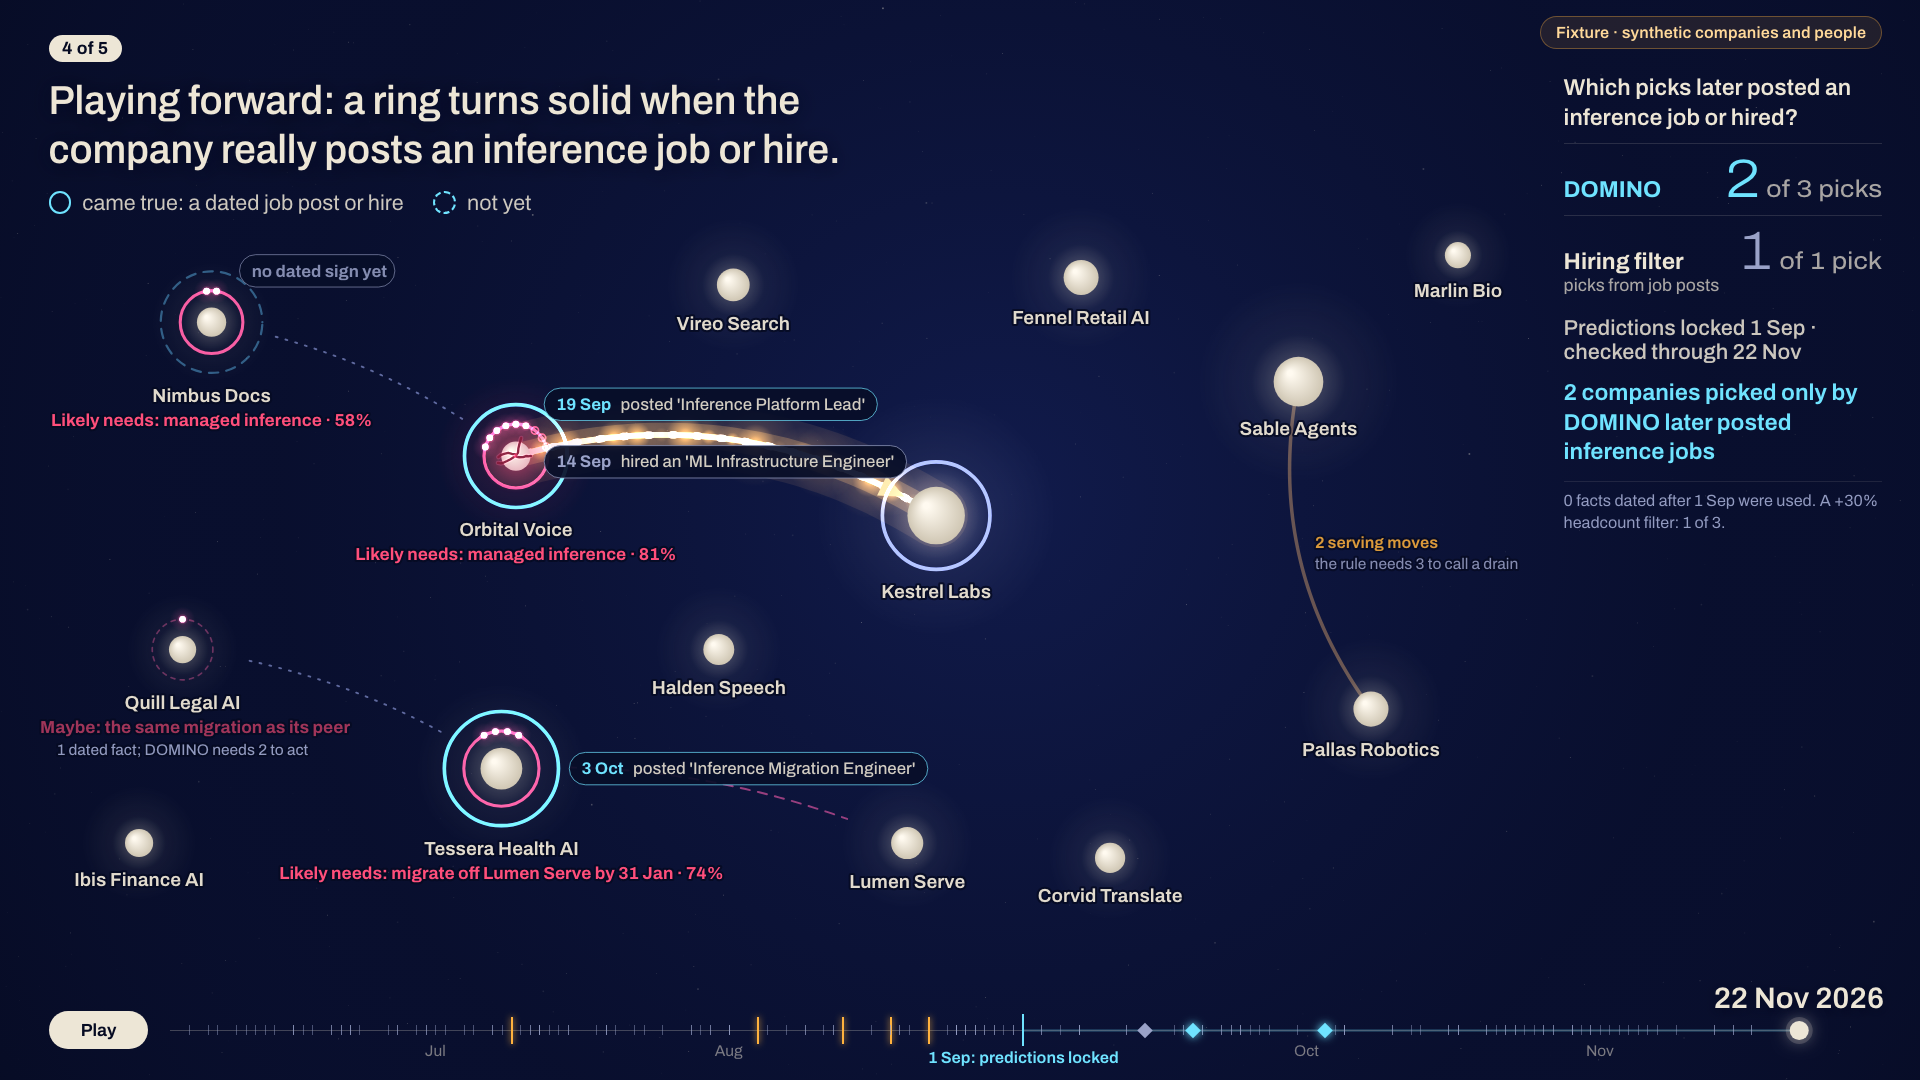 4 of 5
Fixture · synthetic companies and people
Playing forward: a ring turns solid when the
company really posts an inference job or hire.
came true: a dated job post or hire
not yet
Which picks later posted an
inference job or hired?
DOMINO 2 of 3 picks
Hiring filter 1 of 1 pick
picks from job posts
Predictions locked 1 Sep ·
checked through 22 Nov
2 companies picked only by
DOMINO later posted
inference jobs
0 facts dated after 1 Sep were used. A +30%
headcount filter: 1 of 3.
no dated sign yet
Nimbus Docs
Likely needs: managed inference · 58%
Vireo Search
Fennel Retail AI
Marlin Bio
19 Sep posted 'Inference Platform Lead'
14 Sep hired an 'ML Infrastructure Engineer'
Orbital Voice
Likely needs: managed inference · 81%
Kestrel Labs
Sable Agents
2 serving moves
the rule needs 3 to call a drain
Quill Legal AI
Maybe: the same migration as its peer
1 dated fact; DOMINO needs 2 to act
Halden Speech
Pallas Robotics
3 Oct posted 'Inference Migration Engineer'
Tessera Health AI
Likely needs: migrate off Lumen Serve by 31 Jan · 74%
Ibis Finance AI
Lumen Serve
Corvid Translate
22 Nov 2026
Play
Jul
Aug
1 Sep: predictions locked
Oct
Nov